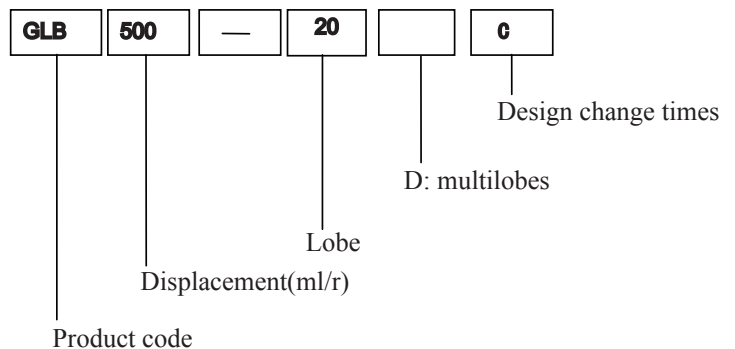 GLB 500 — 20 C
Design change times
D: multilobes
Lobe
Displacement(ml/r)
Product code